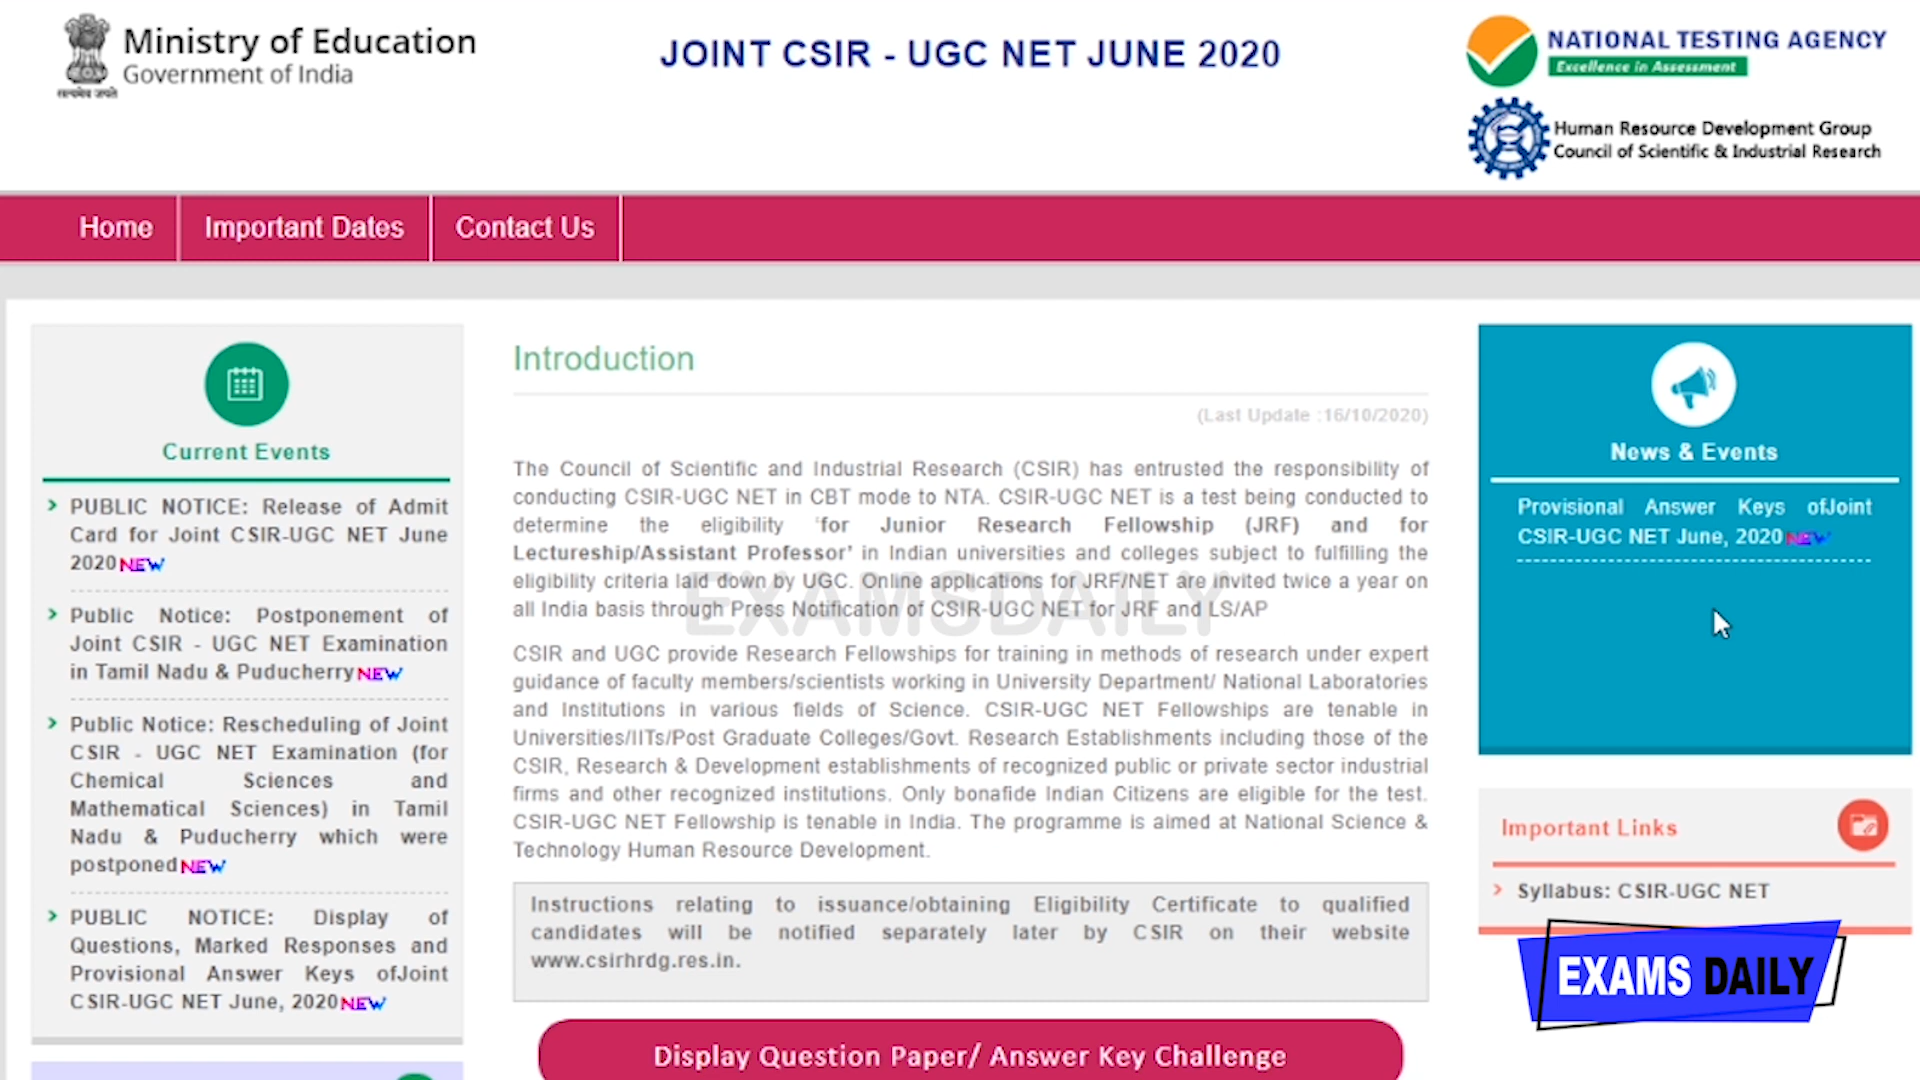 Ministry of Education
Government of India
सत्यमेव जयते
JOINT CSIR - UGC NET JUNE 2020
NATIONAL TESTING AGENCY
Excellence in Assessment
Human Resource Development Group
Council of Scientific & Industrial Research
Home
Important Dates
Contact Us
Current Events
PUBLIC NOTICE: Release of Admit
Card for Joint CSIR-UGC NET June
2020 NEW
Public Notice: Postponement of
Joint CSIR - UGC NET Examination
in Tamil Nadu & Puducherry NEW
Public Notice: Rescheduling of Joint
CSIR - UGC NET Examination (for
Chemical Sciences and
Mathematical Sciences) in Tamil
Nadu & Puducherry which were
postponed NEW
PUBLIC NOTICE: Display of
Questions, Marked Responses and
Provisional Answer Keys ofJoint
CSIR-UGC NET June, 2020 NEW
Introduction
(Last Update :16/10/2020)
The Council of Scientific and Industrial Research (CSIR) has entrusted the responsibility of
conducting CSIR-UGC NET in CBT mode to NTA. CSIR-UGC NET is a test being conducted to
determine the eligibility 'for Junior Research Fellowship (JRF) and for
Lectureship/Assistant Professor' in Indian universities and colleges subject to fulfilling the
eligibility criteria laid down by UGC. Online applications for JRF/NET are invited twice a year on
all India basis through Press Notification of CSIR-UGC NET for JRF and LS/AP
EXAMSDAILY
CSIR and UGC provide Research Fellowships for training in methods of research under expert
guidance of faculty members/scientists working in University Department/ National Laboratories
and Institutions in various fields of Science. CSIR-UGC NET Fellowships are tenable in
Universities/IITs/Post Graduate Colleges/Govt. Research Establishments including those of the
CSIR, Research & Development establishments of recognized public or private sector industrial
firms and other recognized institutions. Only bonafide Indian Citizens are eligible for the test.
CSIR-UGC NET Fellowship is tenable in India. The programme is aimed at National Science &
Technology Human Resource Development.
Instructions relating to issuance/obtaining Eligibility Certificate to qualified
candidates will be notified separately later by CSIR on their website
www.csirhrdg.res.in.
Display Question Paper/ Answer Key Challenge
News & Events
Provisional Answer Keys ofJoint
CSIR-UGC NET June, 2020 NEW
Important Links
Syllabus: CSIR-UGC NET
EXAMS DAILY